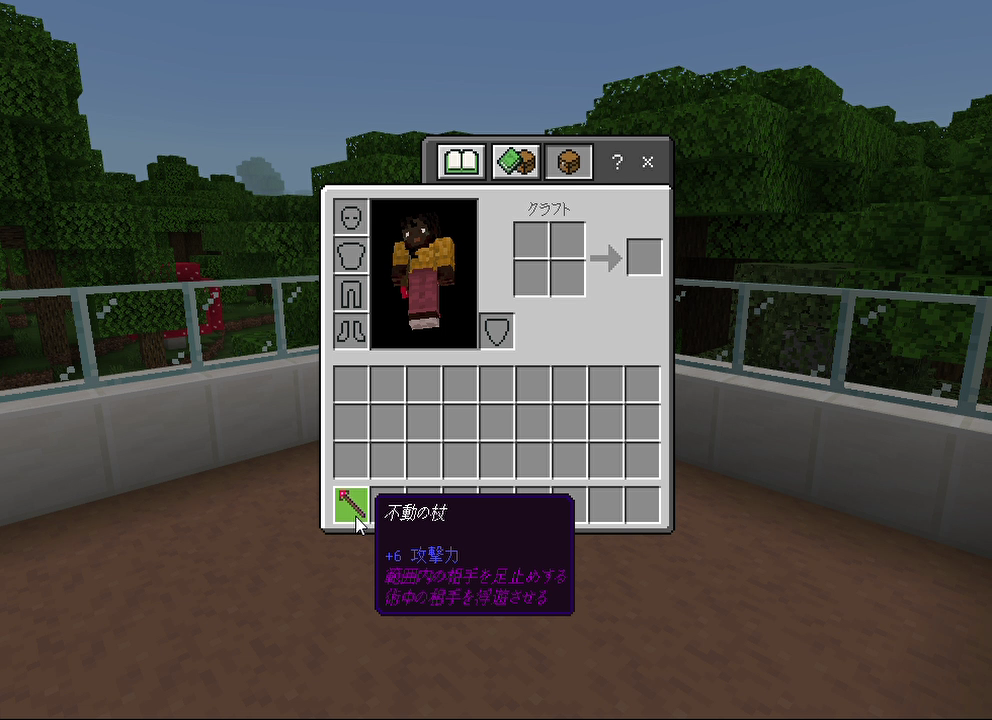 ? x
クラフト
不動の杖
+6 攻撃力
範囲内の相手を足止めする
術中の相手を浮遊させる